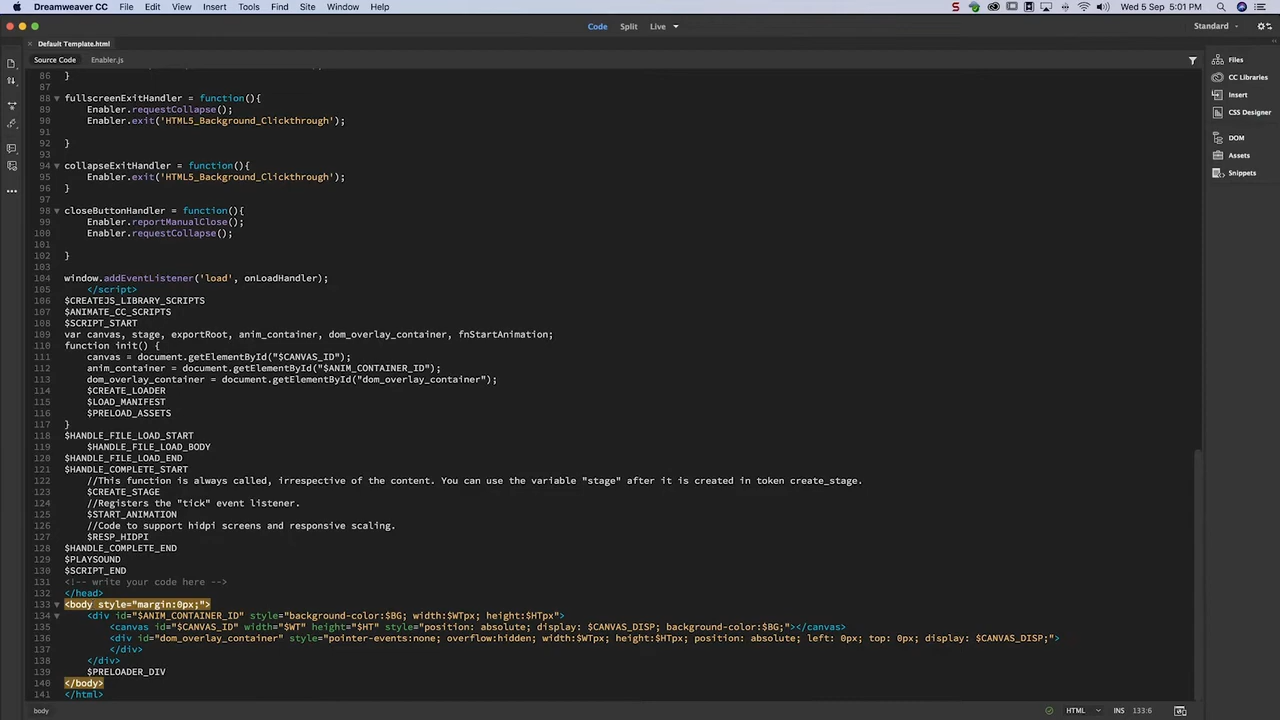 Dreamweaver CC File Edit View Insert Tools Find Site Window Help
S Wed 5 Sep 5:01 PM
Code Split Live Standard
Default Template.html
Source Code Enabler.js
86 }
87
88 fullscreenExitHandler = function(){
89 Enabler.requestCollapse();
90 Enabler.exit('HTML5_Background_Clickthrough');
91
92 }
93
94 collapseExitHandler = function(){
95 Enabler.exit('HTML5_Background_Clickthrough');
96 }
97
98 closeButtonHandler = function(){
99 Enabler.reportManualClose();
100 Enabler.requestCollapse();
101
102 }
103
104 window.addEventListener('load', onLoadHandler);
105 </script>
106 $CREATEJS_LIBRARY_SCRIPTS
107 $ANIMATE_CC_SCRIPTS
108 $SCRIPT_START
109 var canvas, stage, exportRoot, anim_container, dom_overlay_container, fnStartAnimation;
110 function init() {
111 canvas = document.getElementById("$CANVAS_ID");
112 anim_container = document.getElementById("$ANIM_CONTAINER_ID");
113 dom_overlay_container = document.getElementById("dom_overlay_container");
114 $CREATE_LOADER
115 $LOAD_MANIFEST
116 $PRELOAD_ASSETS
117 }
118 $HANDLE_FILE_LOAD_START
119 $HANDLE_FILE_LOAD_BODY
120 $HANDLE_FILE_LOAD_END
121 $HANDLE_COMPLETE_START
122 //This function is always called, irrespective of the content. You can use the variable "stage" after it is created in token create_stage.
123 $CREATE_STAGE
124 //Registers the "tick" event listener.
125 $START_ANIMATION
126 //Code to support hidpi screens and responsive scaling.
127 $RESP_HIDPI
128 $HANDLE_COMPLETE_END
129 $PLAYSOUND
130 $SCRIPT_END
131 <!-- write your code here -->
132 </head>
133 <body style="margin:0px;">
134 <div id="$ANIM_CONTAINER_ID" style="background-color:$BG; width:$WTpx; height:$HTpx">
135 <canvas id="$CANVAS_ID" width="$WT" height="$HT" style="position: absolute; display: $CANVAS_DISP; background-color:$BG;"></canvas>
136 <div id="dom_overlay_container" style="pointer-events:none; overflow:hidden; width:$WTpx; height:$HTpx; position: absolute; left: 0px; top: 0px; display: $CANVAS_DISP;">
137 </div>
138 </div>
139 $PRELOADER_DIV
140 </body>
141 </html>
Files
CC Libraries
Insert
CSS Designer
DOM
Assets
Snippets
body HTML INS 133:6